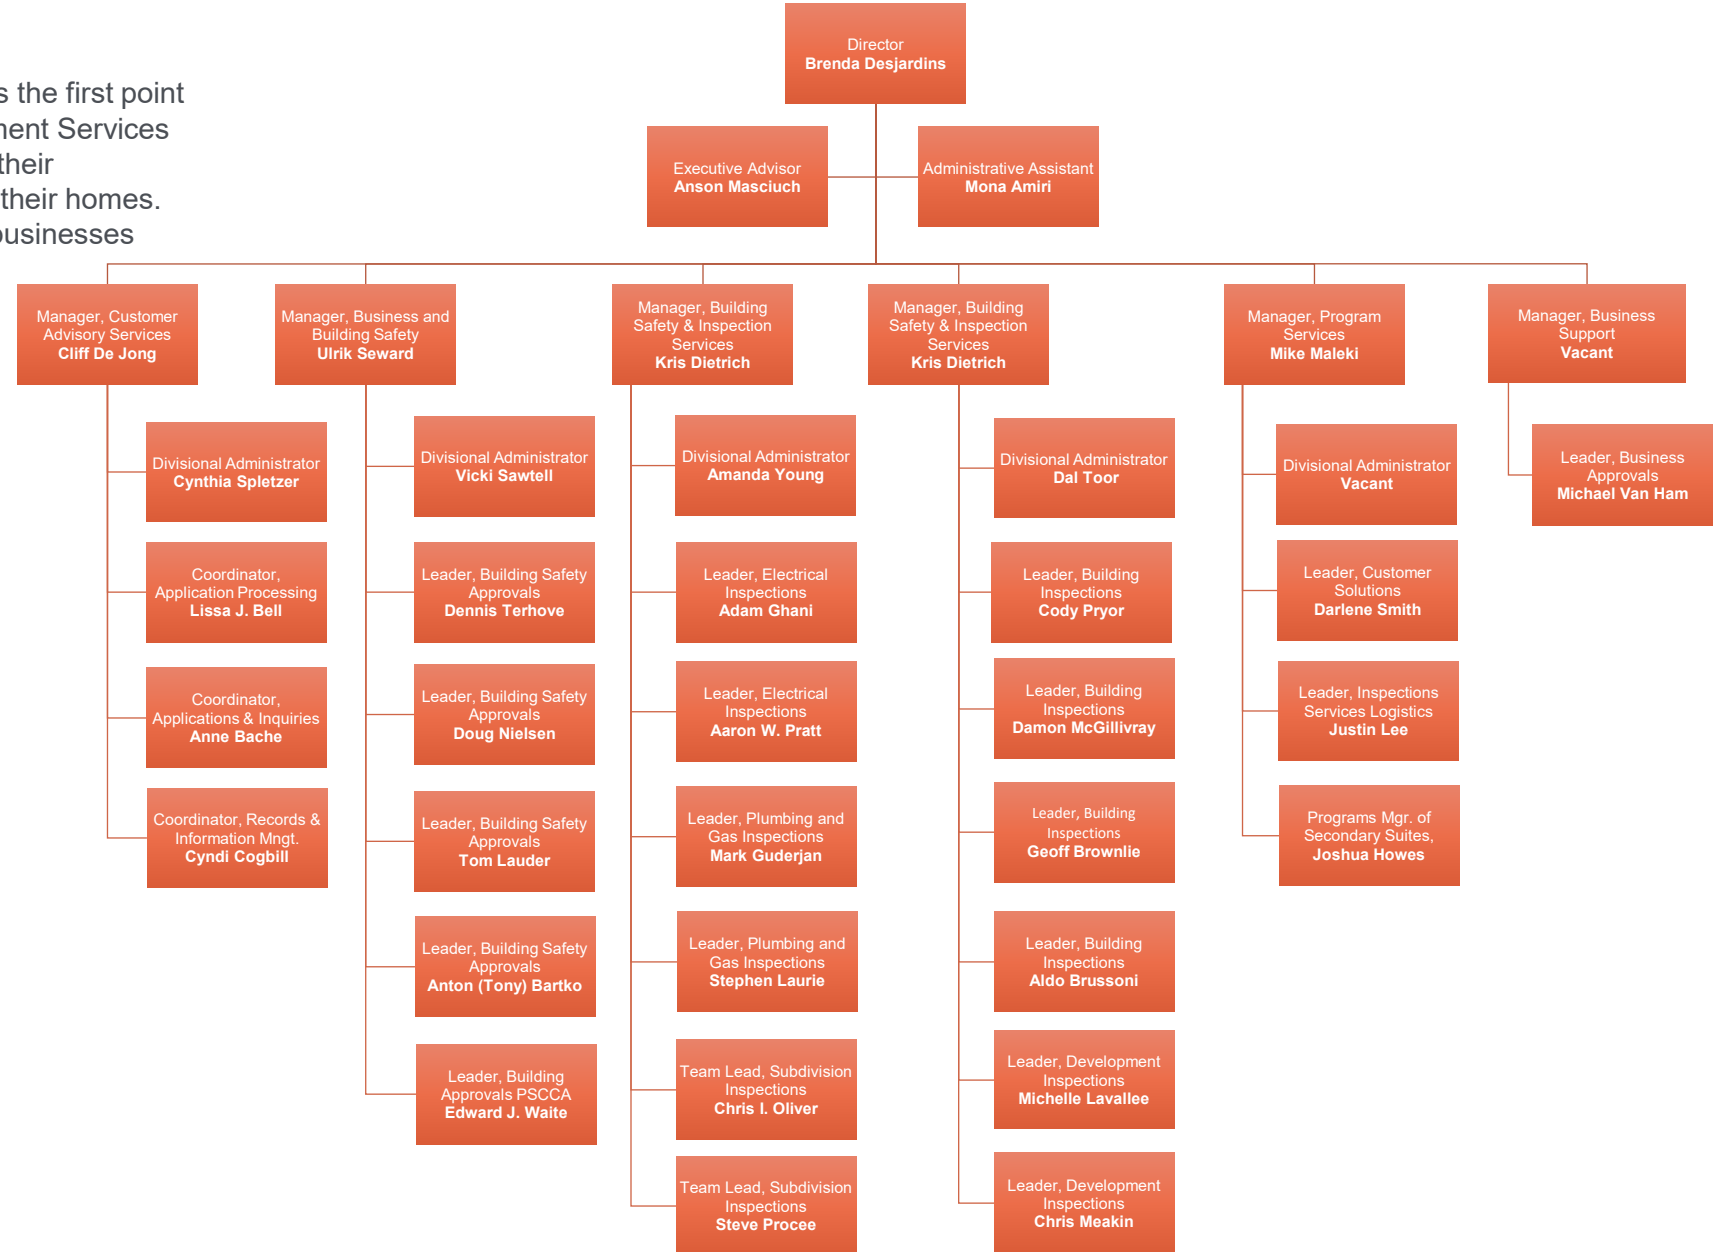 Director
Brenda Desjardins
s the first point
nent Services
their
their homes.
businesses
Executive Advisor
Anson Masciuch
Administrative Assistant
Mona Amiri
Manager, Customer
Advisory Services
Cliff De Jong
Manager, Business and
Building Safety
Ulrik Seward
Manager, Building
Safety & Inspection
Services
Kris Dietrich
Manager, Building
Safety & Inspection
Services
Kris Dietrich
Manager, Program
Services
Mike Maleki
Manager, Business
Support
Vacant
Divisional Administrator
Cynthia Spletzer
Coordinator,
Application Processing
Lissa J. Bell
Coordinator,
Applications & Inquiries
Anne Bache
Coordinator, Records &
Information Mngt.
Cyndi Cogbill
Divisional Administrator
Vicki Sawtell
Leader, Building Safety
Approvals
Dennis Terhove
Leader, Building Safety
Approvals
Doug Nielsen
Leader, Building Safety
Approvals
Tom Lauder
Leader, Building Safety
Approvals
Anton (Tony) Bartko
Leader, Building
Approvals PSCCA
Edward J. Waite
Divisional Administrator
Amanda Young
Leader, Electrical
Inspections
Adam Ghani
Leader, Electrical
Inspections
Aaron W. Pratt
Leader, Plumbing and
Gas Inspections
Mark Guderjan
Leader, Plumbing and
Gas Inspections
Stephen Laurie
Team Lead, Subdivision
Inspections
Chris I. Oliver
Team Lead, Subdivision
Inspections
Steve Procee
Divisional Administrator
Dal Toor
Leader, Building
Inspections
Cody Pryor
Leader, Building
Inspections
Damon McGillivray
Leader, Building
Inspections
Geoff Brownlie
Leader, Building
Inspections
Aldo Brussoni
Leader, Development
Inspections
Michelle Lavallee
Leader, Development
Inspections
Chris Meakin
Divisional Administrator
Vacant
Leader, Customer
Solutions
Darlene Smith
Leader, Inspections
Services Logistics
Justin Lee
Programs Mgr. of
Secondary Suites,
Joshua Howes
Leader, Business
Approvals
Michael Van Ham